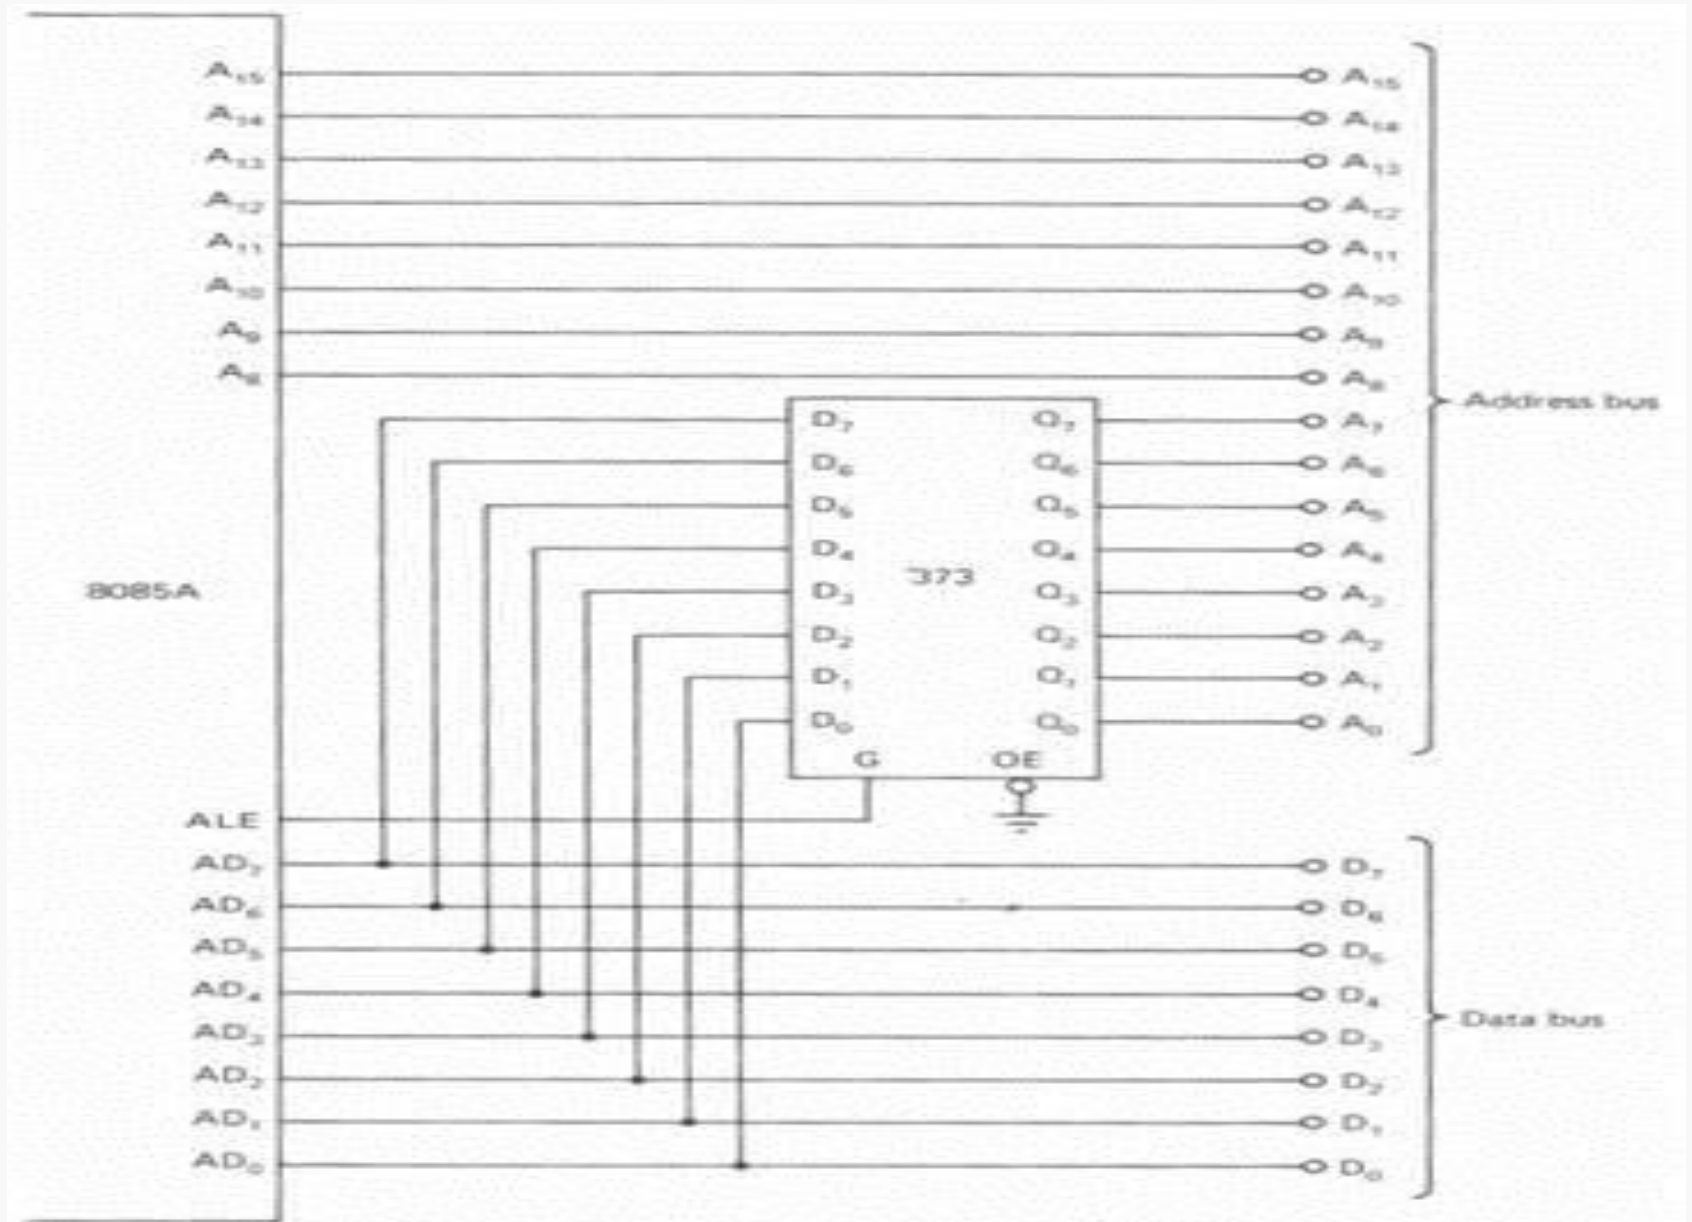 A15 A15
A14 A14
A13 A13
A12 A12
A11 A11
A10 A10
A9 A9
A8 A8
Address bus
D7 Q7 A7
D6 Q6 A6
D5 Q5 A5
D4 Q4 A4
8085A
'373
D3 Q3 A3
D2 Q2 A2
D1 Q1 A1
D0 A0
G OE
ALE
AD7 D7
AD6 D6
AD5 D5
AD4 D4
Data bus
AD3 D3
AD2 D2
AD1 D1
AD0 D0